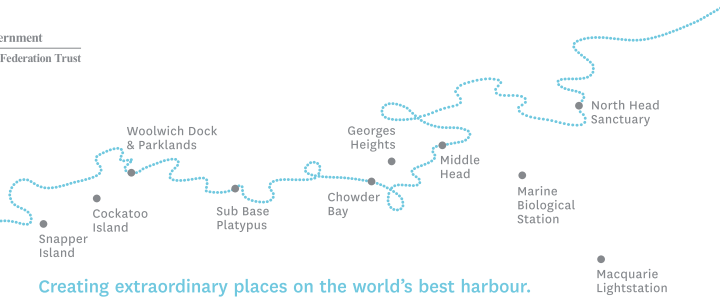 ernment
Federation Trust
North Head
Sanctuary
Woolwich Dock
& Parklands
Georges
Heights
Middle
Head
Marine
Biological
Station
Chowder
Bay
Sub Base
Platypus
Cockatoo
Island
Snapper
Island
Macquarie
Lightstation
Creating extraordinary places on the world's best harbour.